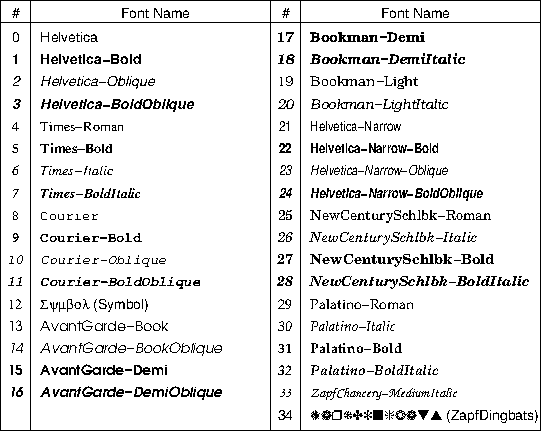 # Font Name
0 Helvetica
1 Helvetica–Bold
2 Helvetica–Oblique
3 Helvetica–BoldOblique
4 Times–Roman
5 Times–Bold
6 Times–Italic
7 Times–BoldItalic
8 Courier
9 Courier–Bold
10 Courier–Oblique
11 Courier–BoldOblique
12 Σψμβολ (Symbol)
13 AvantGarde–Book
14 AvantGarde–BookOblique
15 AvantGarde–Demi
16 AvantGarde–DemiOblique
# Font Name
17 Bookman–Demi
18 Bookman–DemiItalic
19 Bookman–Light
20 Bookman–LightItalic
21 Helvetica–Narrow
22 Helvetica–Narrow–Bold
23 Helvetica–Narrow–Oblique
24 Helvetica–Narrow–BoldOblique
25 NewCenturySchlbk–Roman
26 NewCenturySchlbk–Italic
27 NewCenturySchlbk–Bold
28 NewCenturySchlbk–BoldItalic
29 Palatino–Roman
30 Palatino–Italic
31 Palatino–Bold
32 Palatino–BoldItalic
33 ZapfChancery–MediumItalic
34 ✺❁❐❆✤❉■❇❂❁▼▲ (ZapfDingbats)